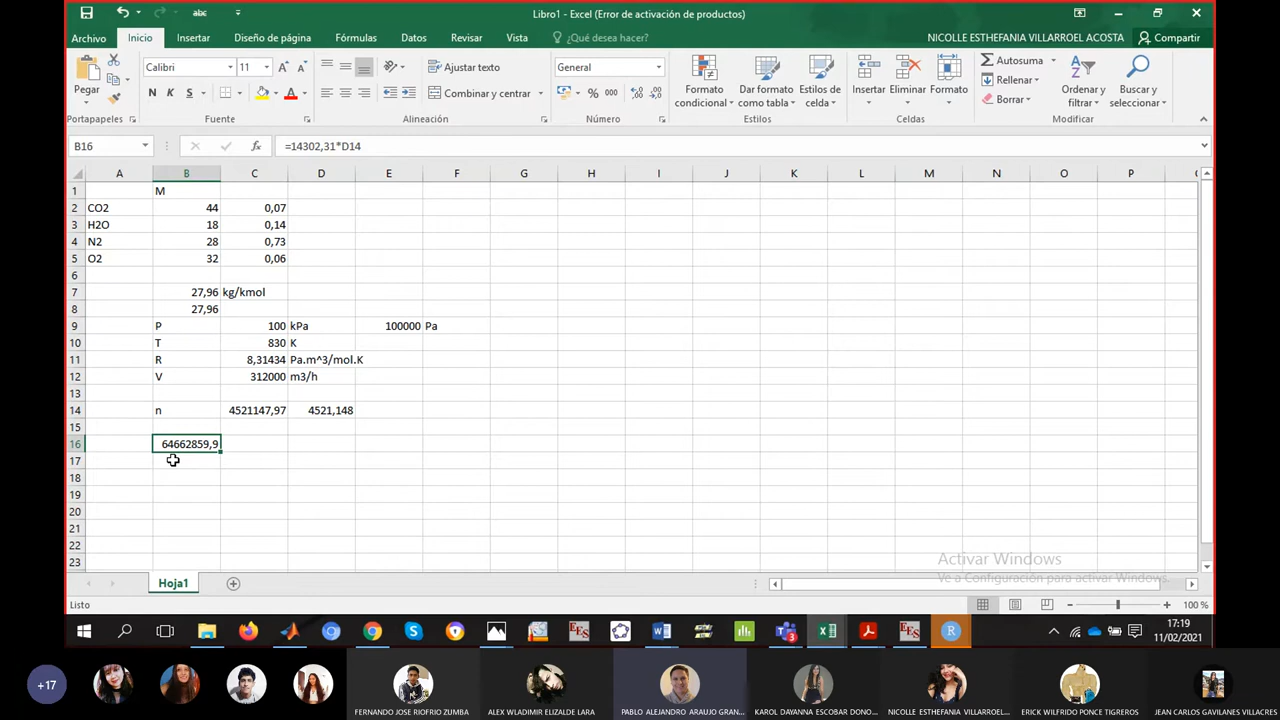 Libro1 - Excel (Error de activación de productos)
Archivo Inicio Insertar Diseño de página Fórmulas Datos Revisar Vista ¿Qué desea hacer? NICOLLE ESTHEFANIA VILLARROEL ACOSTA Compartir
Calibri 11 Ajustar texto General Autosuma
Pegar N K S Combinar y centrar % 000 Formato condicional Dar formato como tabla Estilos de celda Insertar Eliminar Formato Rellenar Borrar Ordenar y filtrar Buscar y seleccionar
Portapapeles Fuente Alineación Número Estilos Celdas Modificar
B16 fx =14302,31*D14
A B C D E F G H I J K L M N O P
1 M
2 CO2 44 0,07
3 H2O 18 0,14
4 N2 28 0,73
5 O2 32 0,06
6
7 27,96 kg/kmol
8 27,96
9 P 100 kPa 100000 Pa
10 T 830 K
11 R 8,31434 Pa.m^3/mol.K
12 V 312000 m3/h
13
14 n 4521147,97 4521,148
15
16 64662859,9
17
18
19
20
21
22
23
Activar Windows
Ve a Configuración para activar Windows.
Hoja1
Listo 100 %
17:19
11/02/2021
+17 FERNANDO JOSE RIOFRIO ZUMBA ALEX WLADIMIR ELIZALDE LARA PABLO ALEJANDRO ARAUJO GRAN... KAROL DAYANNA ESCOBAR DONO... NICOLLE ESTHEFANIA VILLARROEL... ERICK WILFRIDO PONCE TIGREROS JEAN CARLOS GAVILANES VILLACRES